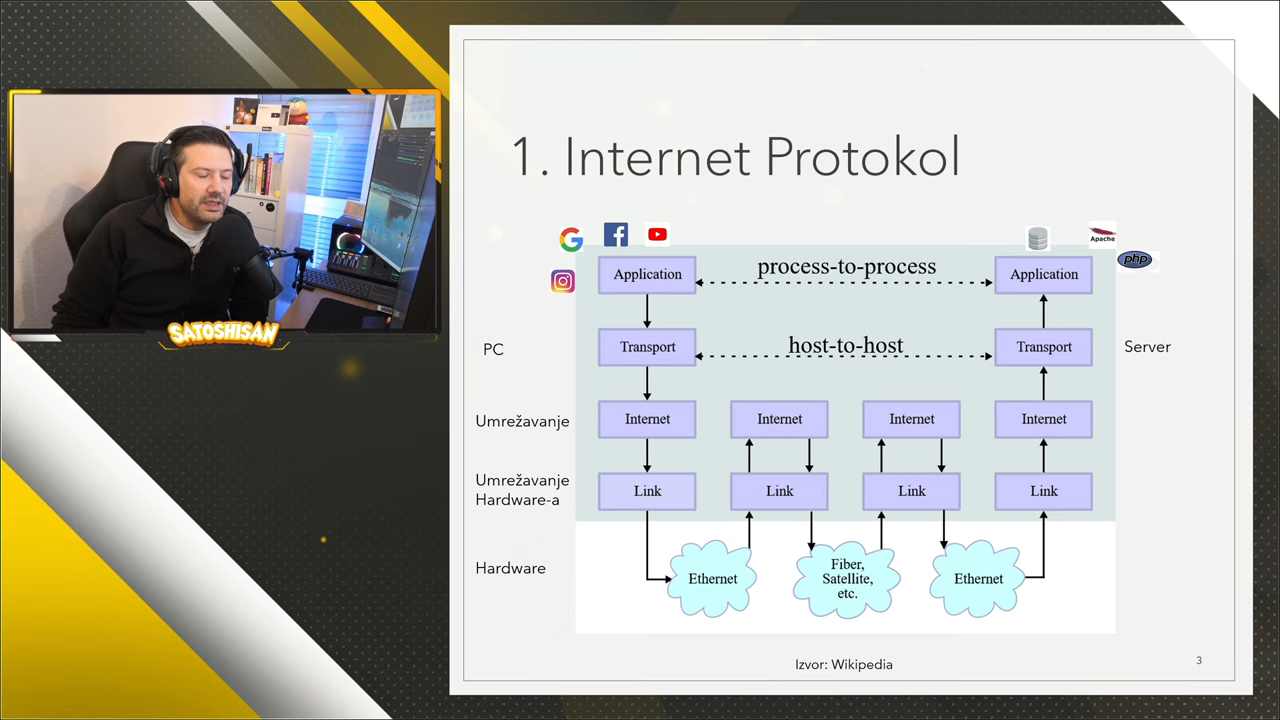 1. Internet Protokol
SATOSHISAN
Apache
php
Application
process-to-process
Application
PC
Transport
host-to-host
Transport
Server
Umrežavanje
Internet
Internet
Internet
Internet
Umrežavanje
Hardware-a
Link
Link
Link
Link
Hardware
Ethernet
Fiber,
Satellite,
etc.
Ethernet
Izvor: Wikipedia
3